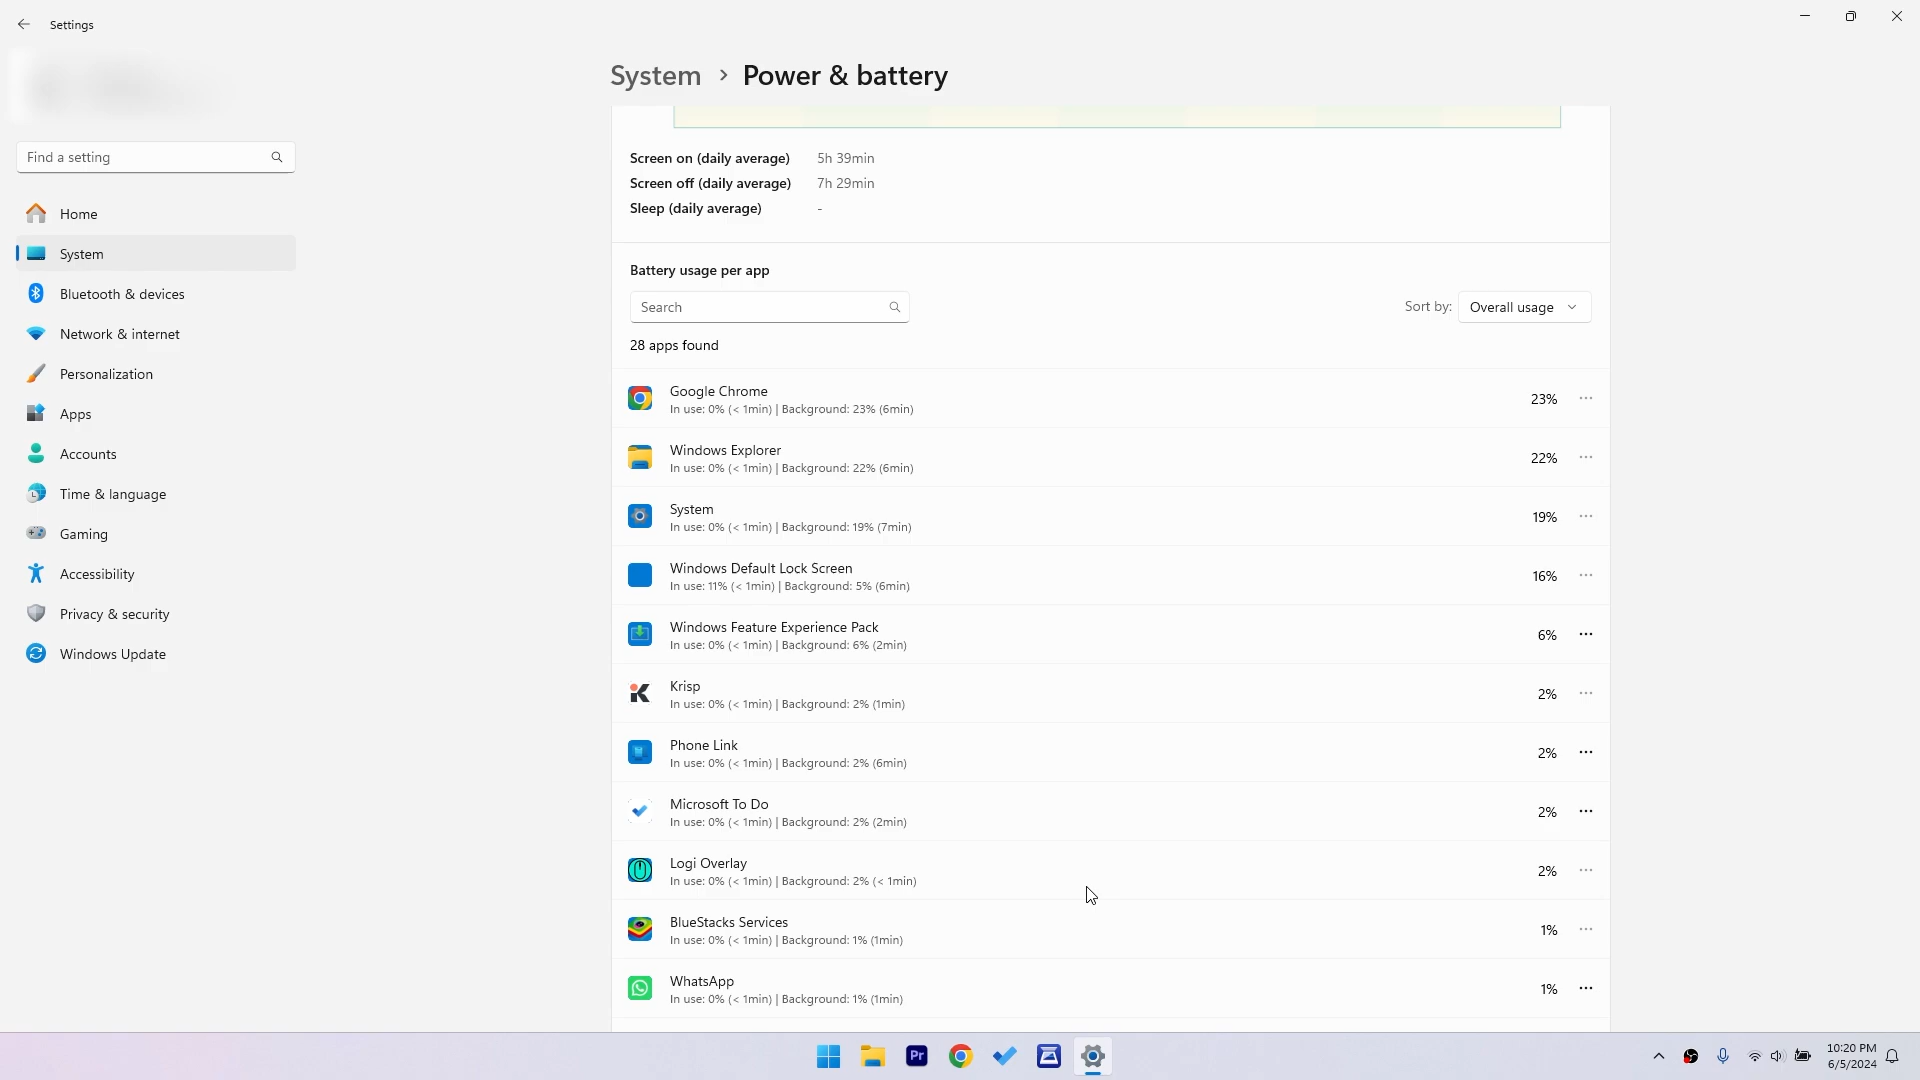 Settings
System > Power & battery
Find a setting
Home
System
Bluetooth & devices
Network & internet
Personalization
Apps
Accounts
Time & language
Gaming
Accessibility
Privacy & security
Windows Update
Screen on (daily average) 5h 39min
Screen off (daily average) 7h 29min
Sleep (daily average) -
Battery usage per app
Search
Sort by: Overall usage
28 apps found
Google Chrome
In use: 0% (< 1min) | Background: 23% (6min)
23%
Windows Explorer
In use: 0% (< 1min) | Background: 22% (6min)
22%
System
In use: 0% (< 1min) | Background: 19% (7min)
19%
Windows Default Lock Screen
In use: 11% (< 1min) | Background: 5% (6min)
16%
Windows Feature Experience Pack
In use: 0% (< 1min) | Background: 6% (2min)
6%
Krisp
In use: 0% (< 1min) | Background: 2% (1min)
2%
Phone Link
In use: 0% (< 1min) | Background: 2% (6min)
2%
Microsoft To Do
In use: 0% (< 1min) | Background: 2% (2min)
2%
Logi Overlay
In use: 0% (< 1min) | Background: 2% (< 1min)
2%
BlueStacks Services
In use: 0% (< 1min) | Background: 1% (1min)
1%
WhatsApp
In use: 0% (< 1min) | Background: 1% (1min)
1%
Pr
10:20 PM
6/5/2024